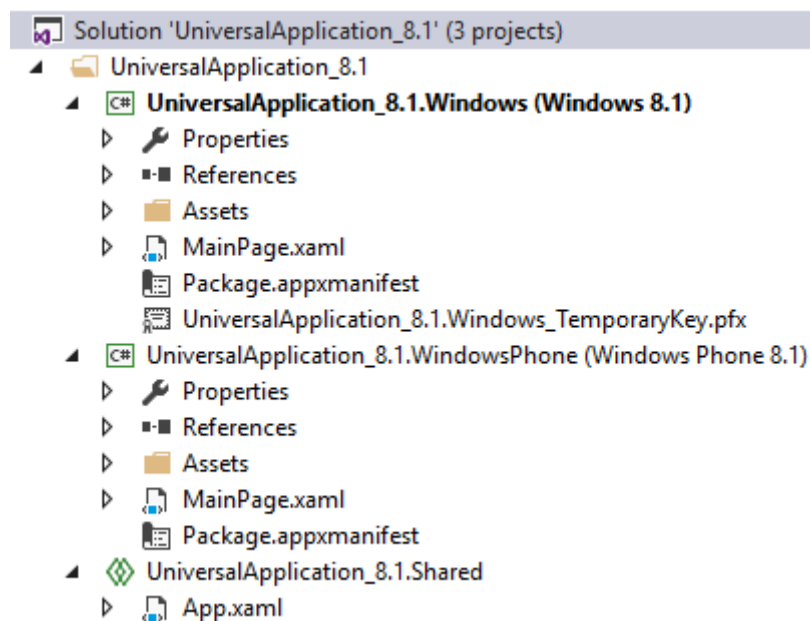 Solution 'UniversalApplication_8.1' (3 projects)
UniversalApplication_8.1
C# UniversalApplication_8.1.Windows (Windows 8.1)
Properties
References
Assets
MainPage.xaml
Package.appxmanifest
UniversalApplication_8.1.Windows_TemporaryKey.pfx
C# UniversalApplication_8.1.WindowsPhone (Windows Phone 8.1)
Properties
References
Assets
MainPage.xaml
Package.appxmanifest
UniversalApplication_8.1.Shared
App.xaml